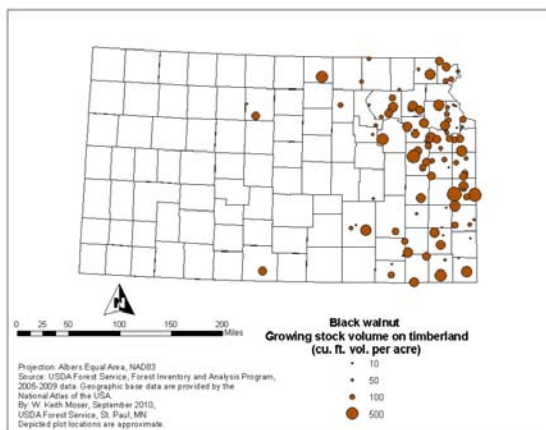 N
0 50 100 200
Miles
Projection: Albers Equal Area, NAD83
Source: USDA Forest Service, Forest Inventory and Analysis Program,
2005-2009 data. Geographic base data are provided by the
National Atlas of the USA.
By: W. Keith Moser, September 2010,
USDA Forest Service, St. Paul, MN
Depicted plot locations are approximate.
Black walnut
Growing stock volume on timberland
(cu. ft. vol. per acre)
10
50
100
500